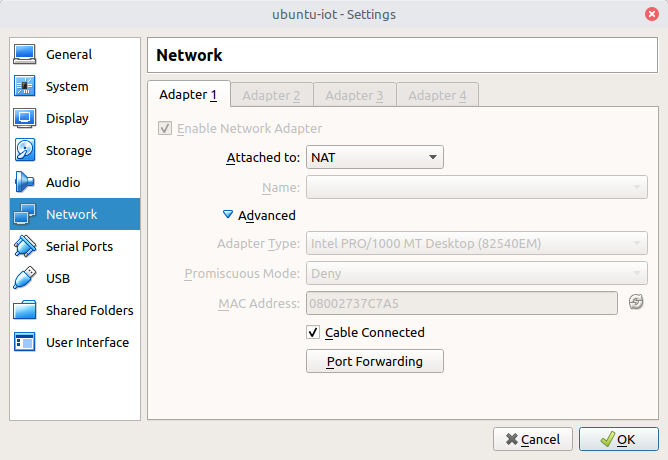 ubuntu-iot - Settings
General
System
Display
Storage
Audio
Network
Serial Ports
USB
Shared Folders
User Interface
Network
Adapter 1 Adapter 2 Adapter 3 Adapter 4
Enable Network Adapter
Attached to: NAT
Name:
Advanced
Adapter Type: Intel PRO/1000 MT Desktop (82540EM)
Promiscuous Mode: Deny
MAC Address: 08002737C7A5
Cable Connected
Port Forwarding
Cancel OK